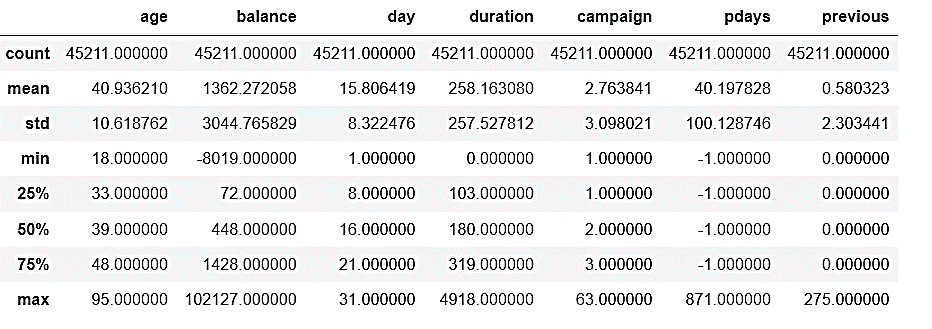 age balance day duration campaign pdays previous
count 45211.000000 45211.000000 45211.000000 45211.000000 45211.000000 45211.000000 45211.000000
mean 40.936210 1362.272058 15.806419 258.163080 2.763841 40.197828 0.580323
std 10.618762 3044.765829 8.322476 257.527812 3.098021 100.128746 2.303441
min 18.000000 -8019.000000 1.000000 0.000000 1.000000 -1.000000 0.000000
25% 33.000000 72.000000 8.000000 103.000000 1.000000 -1.000000 0.000000
50% 39.000000 448.000000 16.000000 180.000000 2.000000 -1.000000 0.000000
75% 48.000000 1428.000000 21.000000 319.000000 3.000000 -1.000000 0.000000
max 95.000000 102127.000000 31.000000 4918.000000 63.000000 871.000000 275.000000